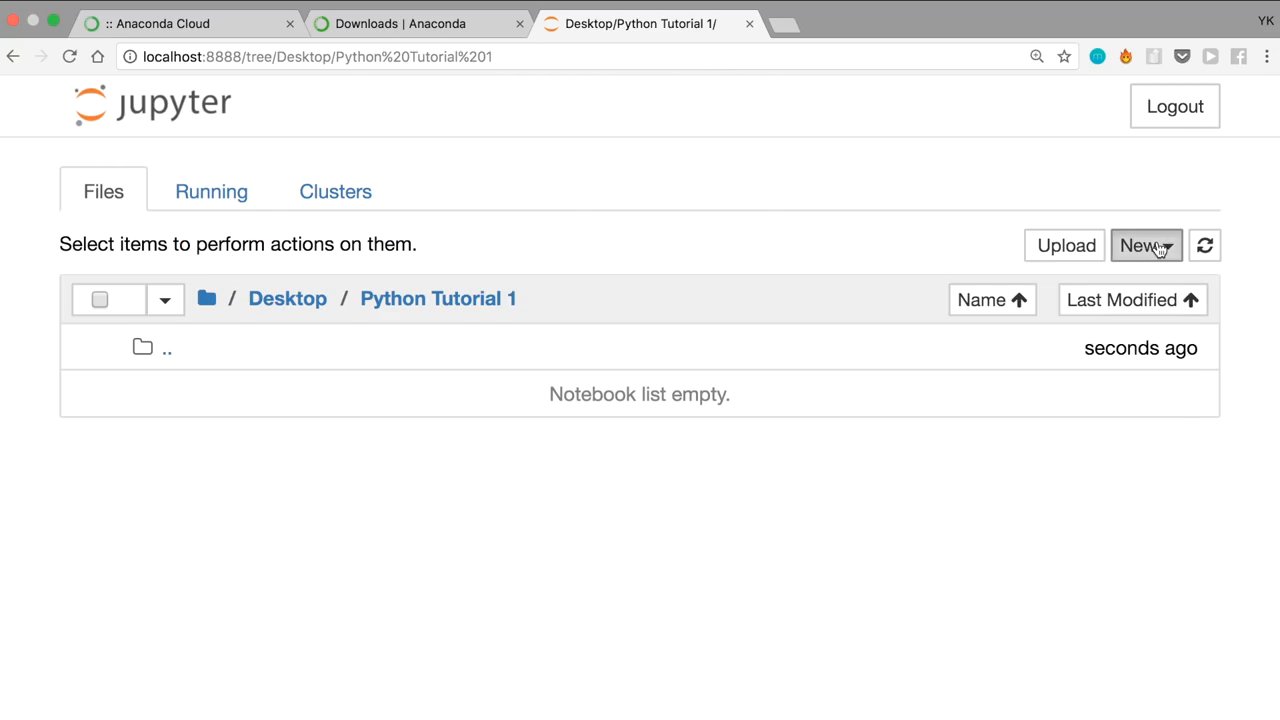 :: Anaconda Cloud
Downloads | Anaconda
Desktop/Python Tutorial 1/
YK
localhost:8888/tree/Desktop/Python%20Tutorial%201
jupyter
Logout
Files
Running
Clusters
Select items to perform actions on them.
Upload
New
/ Desktop / Python Tutorial 1
Name
Last Modified
..
seconds ago
Notebook list empty.